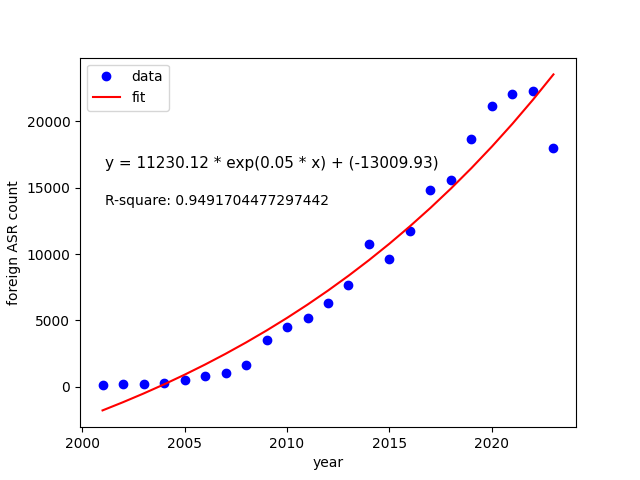 data
fit
y = 11230.12 * exp(0.05 * x) + (-13009.93)
R-square: 0.9491704477297442
foreign ASR count
20000
15000
10000
5000
0
2000 2005 2010 2015 2020
year